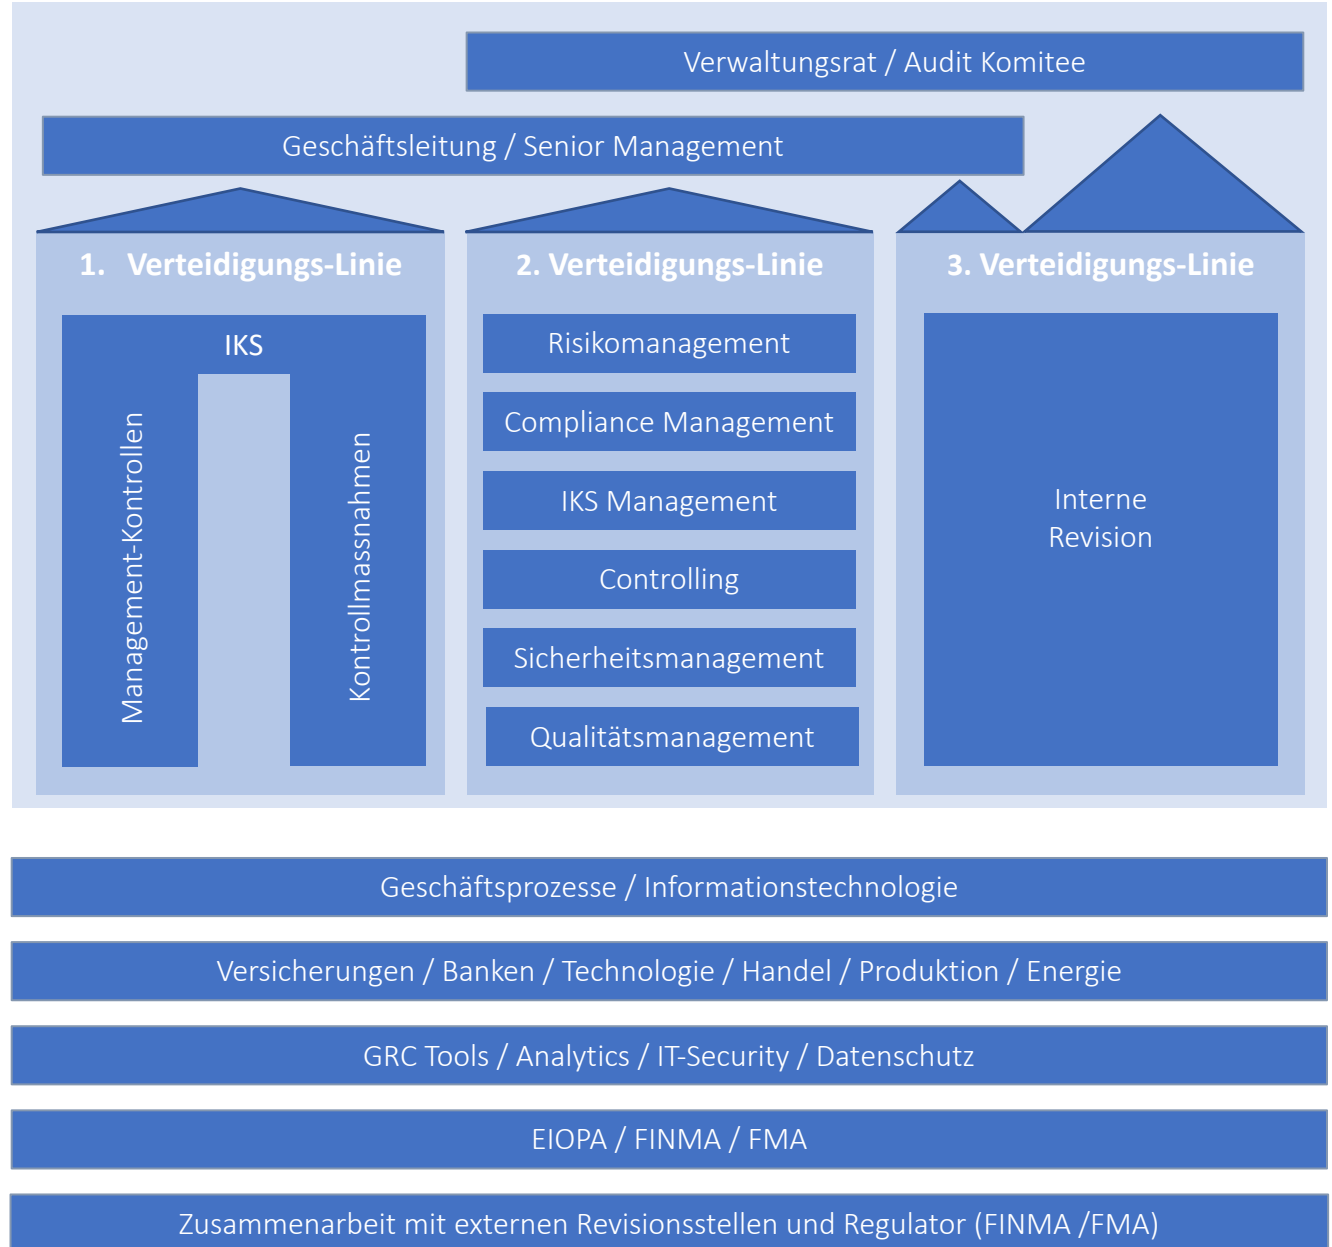 Verwaltungsrat / Audit Komitee
Geschäftsleitung / Senior Management
1. Verteidigungs-Linie
IKS
Management-Kontrollen
Kontrollmassnahmen
2. Verteidigungs-Linie
Risikomanagement
Compliance Management
IKS Management
Controlling
Sicherheitsmanagement
Qualitätsmanagement
3. Verteidigungs-Linie
Interne
Revision
Geschäftsprozesse / Informationstechnologie
Versicherungen / Banken / Technologie / Handel / Produktion / Energie
GRC Tools / Analytics / IT-Security / Datenschutz
EIOPA / FINMA / FMA
Zusammenarbeit mit externen Revisionsstellen und Regulator (FINMA /FMA)